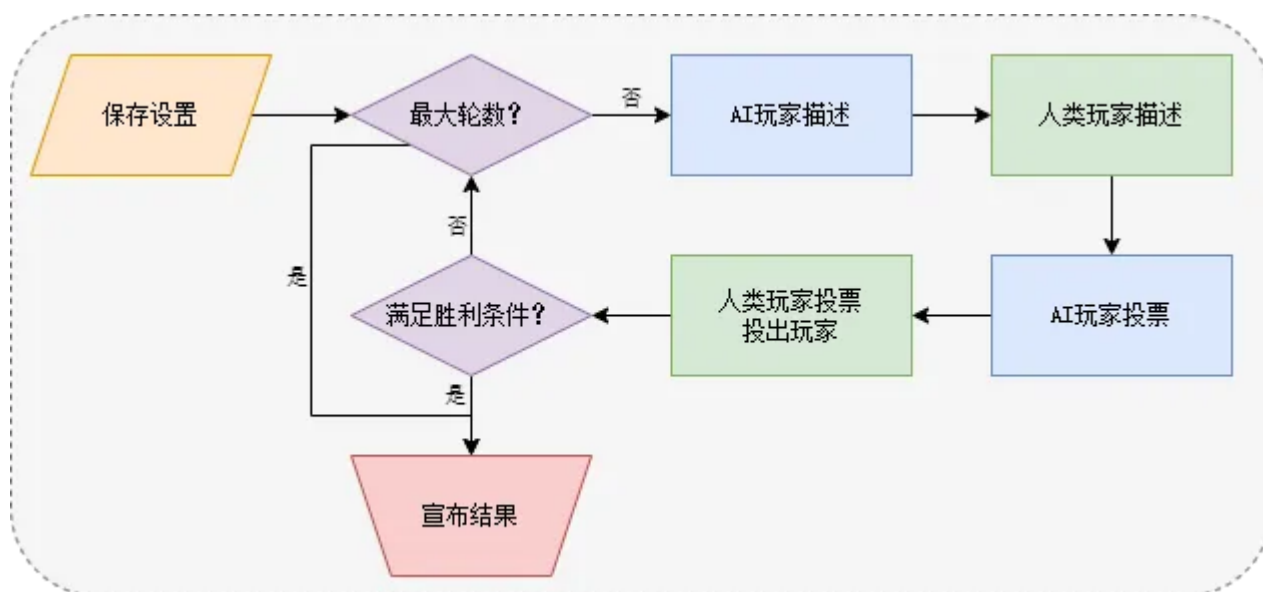 保存设置
最大轮数？
否
AI玩家描述
人类玩家描述
否
是
满足胜利条件？
人类玩家投票
投出玩家
AI玩家投票
是
宣布结果